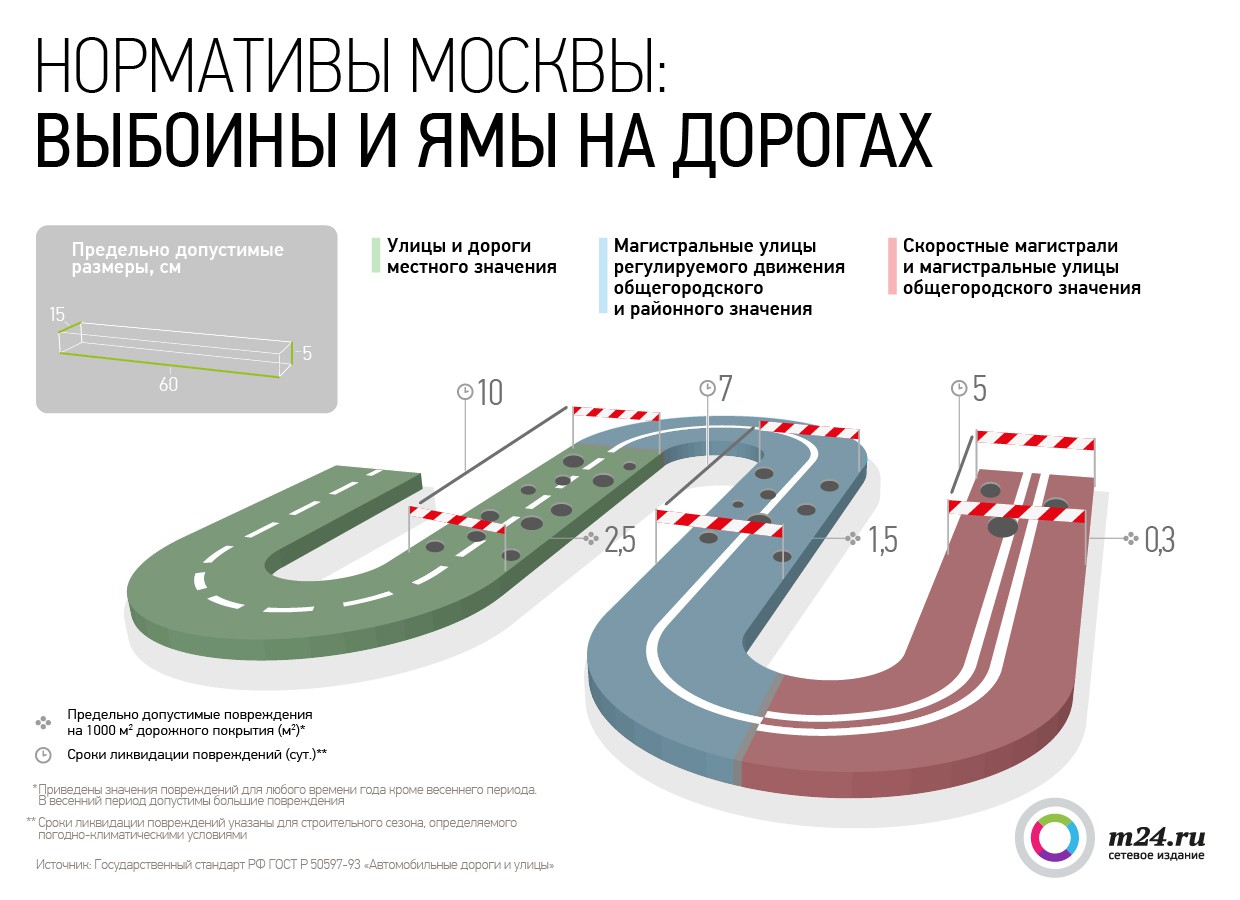 НОРМАТИВЫ МОСКВЫ:
ВЫБОИНЫ И ЯМЫ НА ДОРОГАХ
Предельно допустимые
размеры, см
15
5
60
Улицы и дороги
местного значения
Магистральные улицы
регулируемого движения
общегородского
и районного значения
Скоростные магистрали
и магистральные улицы
общегородского значения
10
7
5
2,5
1,5
0,3
Предельно допустимые повреждения
на 1000 м² дорожного покрытия (м²)*
Сроки ликвидации повреждений (сут.)**
* Приведены значения повреждений для любого времени года кроме весеннего периода.
В весенний период допустимы большие повреждения
** Сроки ликвидации повреждений указаны для строительного сезона, определяемого
погодно-климатическими условиями
Источник: Государственный стандарт РФ ГОСТ Р 50597-93 «Автомобильные дороги и улицы»
m24.ru
сетевое издание